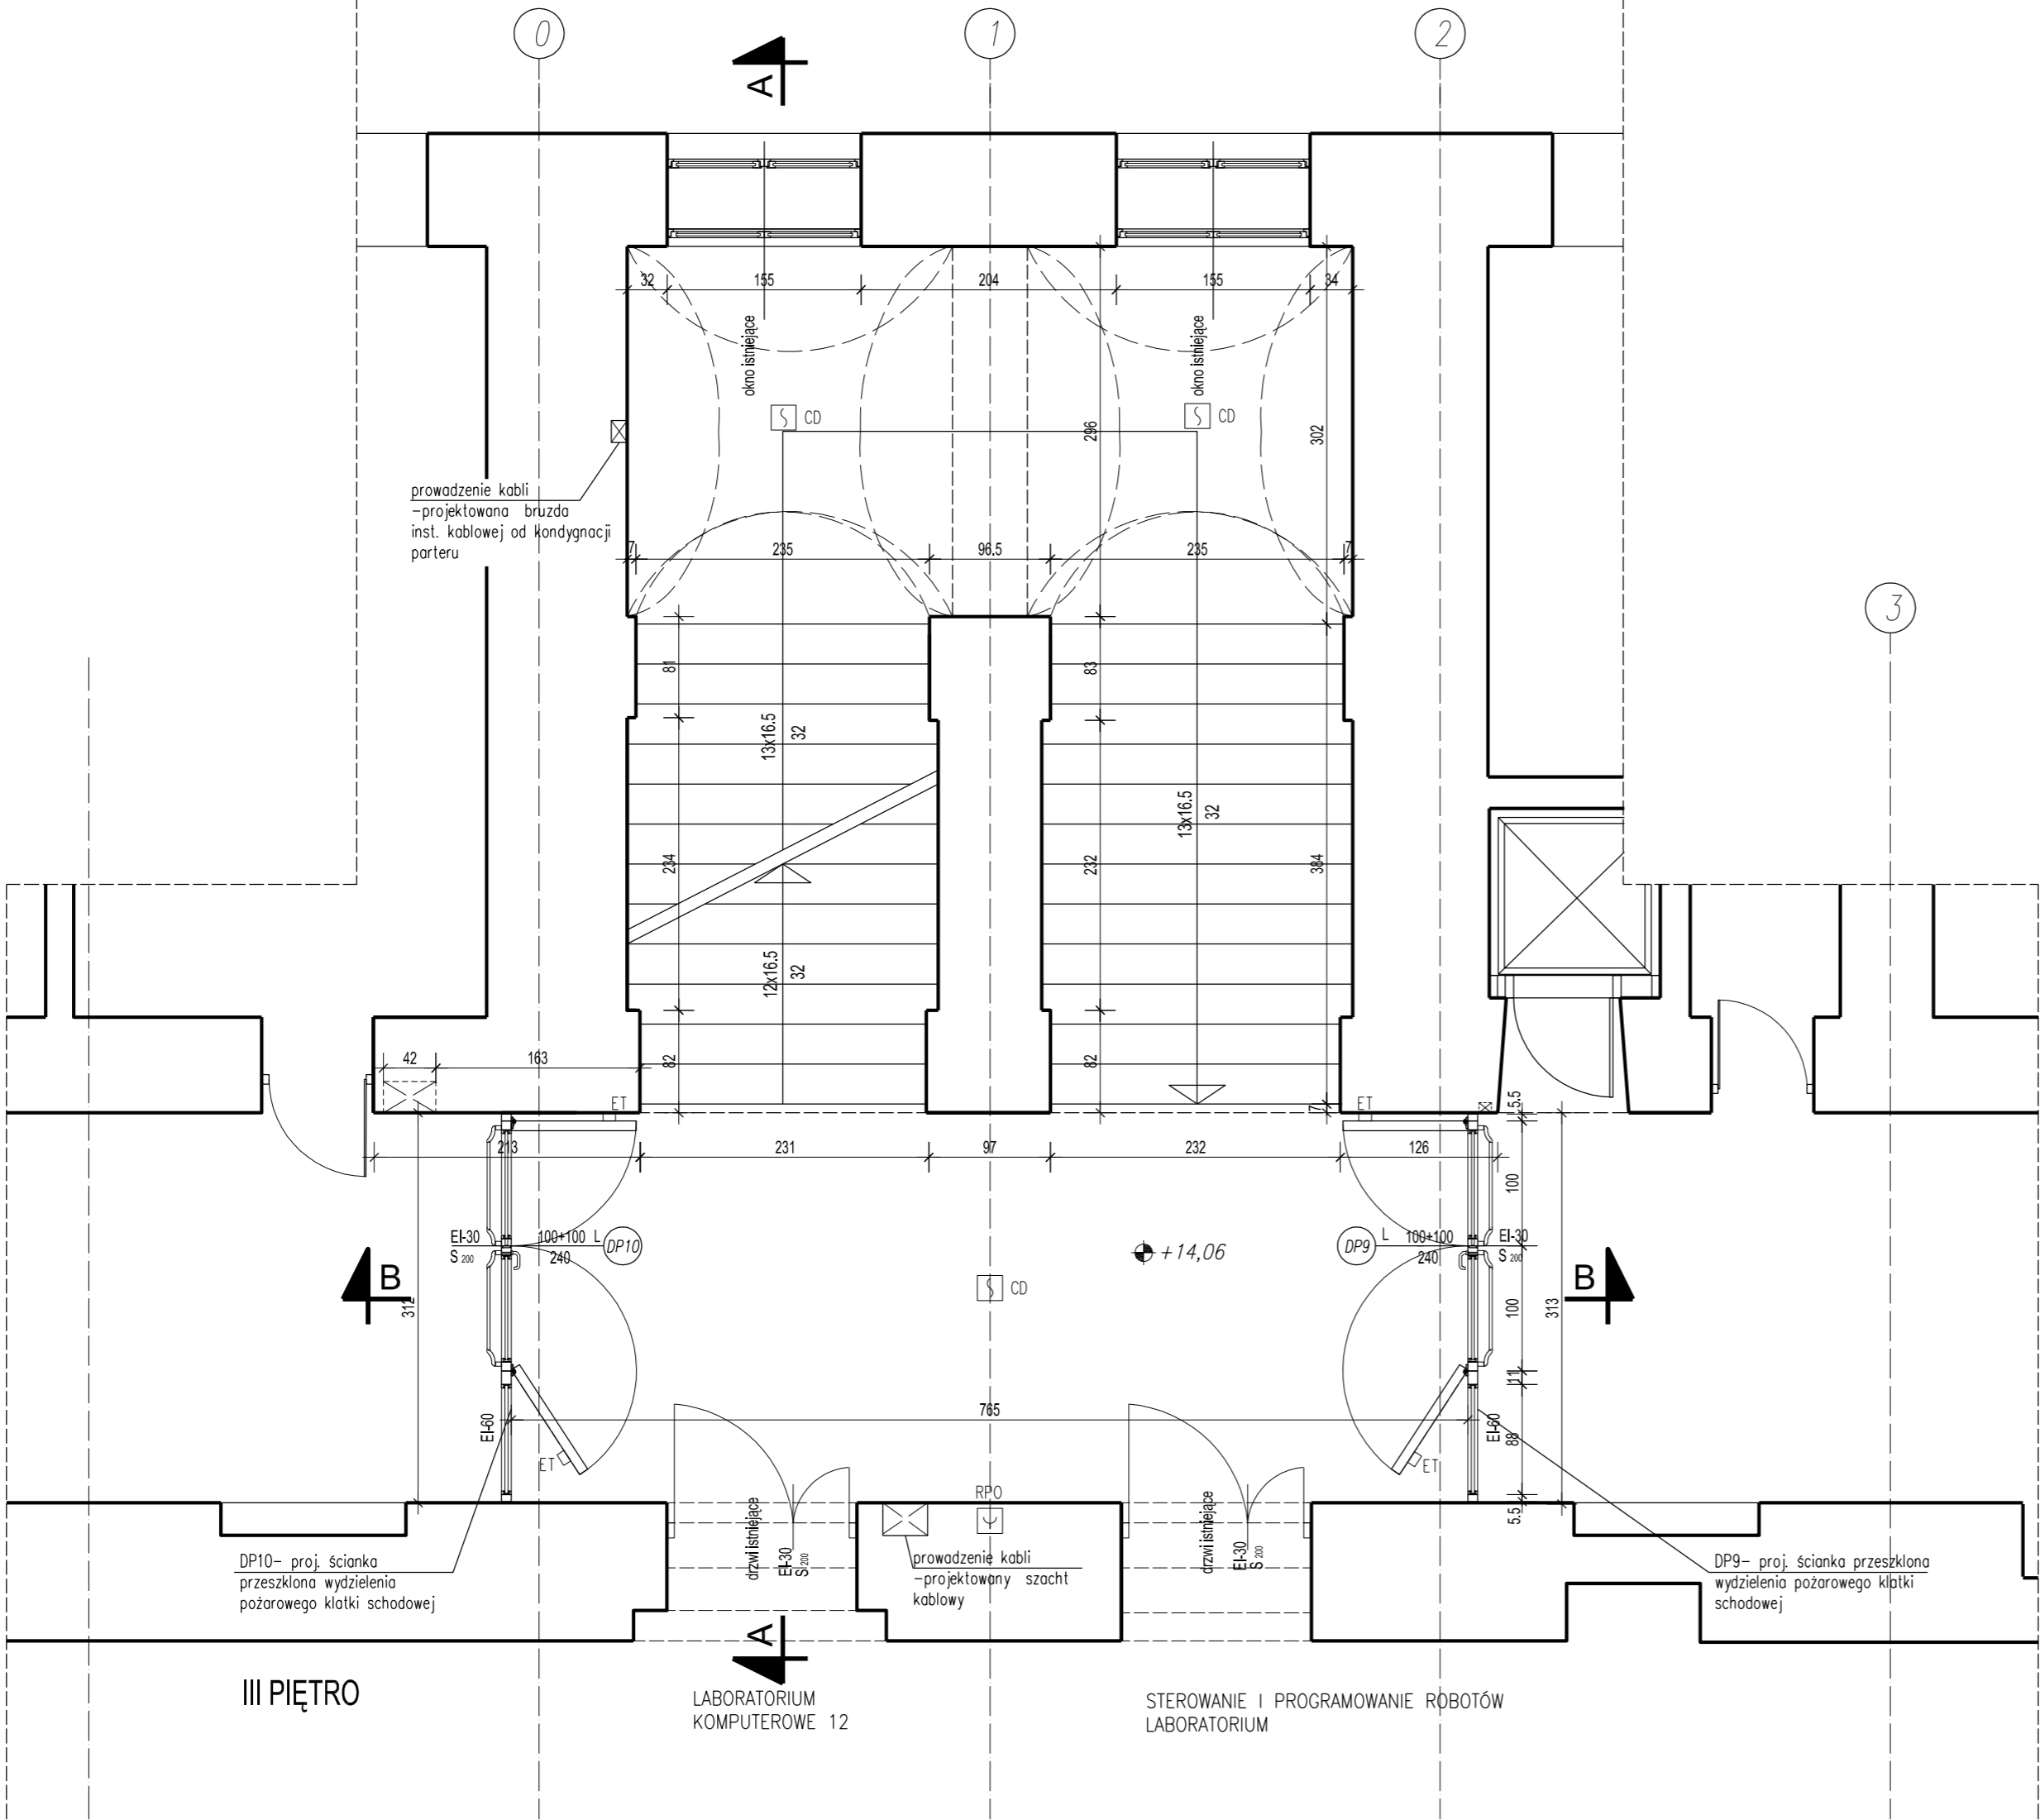 0
1
2
A
32
155
204
155
34
okno istniejące
okno istniejące
CD
CD
296
302
prowadzenie kabli
-projektowana bruzda
inst. kablowej od kondygnacji
parteru
7
235
96.5
235
7
3
81
83
13x16.5
32
13x16.5
32
234
232
384
12x16.5
32
42
163
82
82
ET
ET
7
5.5
213
231
97
232
126
100
EI-30
S 200
100+100 L
240
DP10
+14,06
DP9
L 100+100
240
EI-30
S 200
B
B
CD
312
100
313
11
765
EI-60
EI-60
88
ET
ET
RPO
5.5
drzwi istniejące
EI-30
S 200
drzwi istniejące
EI-30
S 200
DP10- proj. ścianka
przeszklona wydzielenia
pożarowego klatki schodowej
prowadzenie kabli
-projektowany szacht
kablowy
DP9- proj. ścianka przeszklona
wydzielenia pożarowego klatki
schodowej
A
III PIĘTRO
LABORATORIUM
KOMPUTEROWE 12
STEROWANIE I PROGRAMOWANIE ROBOTÓW
LABORATORIUM